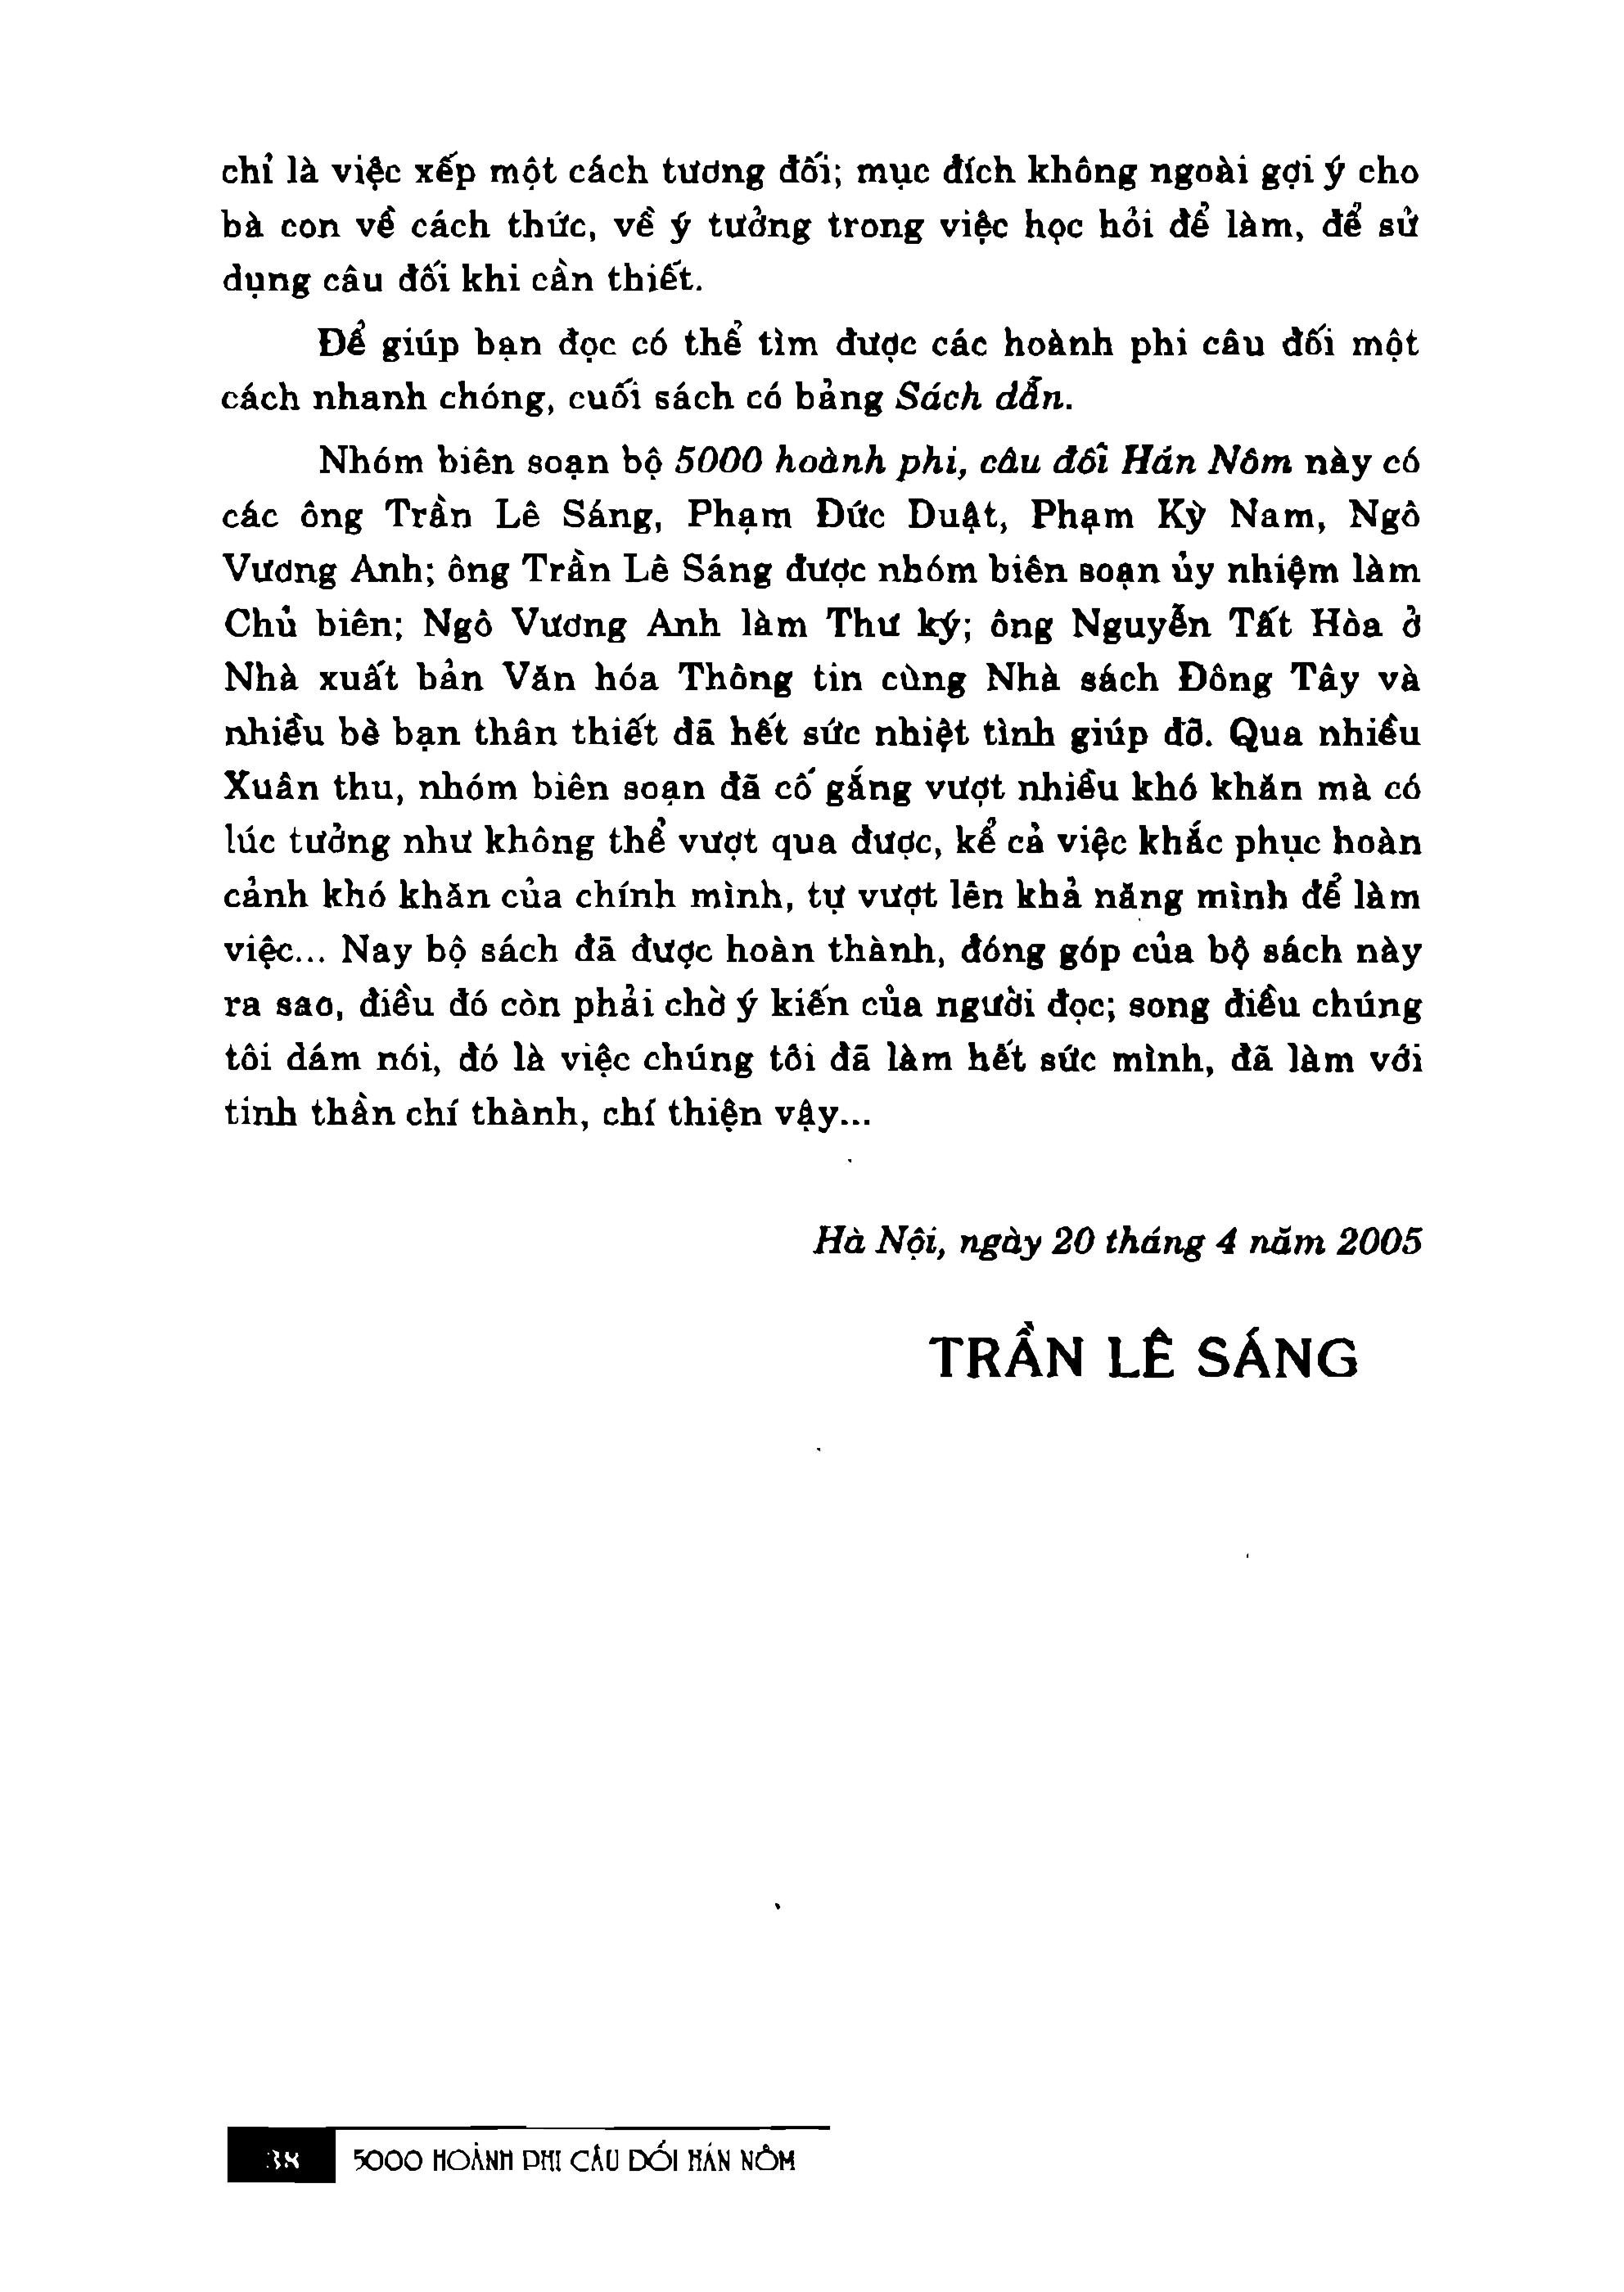 chỉ là việc xếp một cách tương đối; mục đích không ngoài gợi ý cho
bà con về cách thức, về ý tưởng trong việc học hỏi để làm, để sử
dụng câu đối khi cần thiết.
Để giúp bạn đọc có thể tìm được các hoành phi câu đối một
cách nhanh chóng, cuối sách có bảng Sách dẫn.
Nhóm biên soạn bộ 5000 hoành phi, câu đối Hán Nôm này có
các ông Trần Lê Sáng, Phạm Đức Duật, Phạm Kỳ Nam, Ngô
Vương Anh; ông Trần Lê Sáng được nhóm biên soạn ủy nhiệm làm
Chủ biên; Ngô Vương Anh làm Thư ký; ông Nguyễn Tất Hòa ở
Nhà xuất bản Văn hóa Thông tin cùng Nhà sách Đông Tây và
nhiều bè bạn thân thiết đã hết sức nhiệt tình giúp đỡ. Qua nhiều
Xuân thu, nhóm biên soạn đã cố gắng vượt nhiều khó khăn mà có
lúc tưởng như không thể vượt qua được, kể cả việc khắc phục hoàn
cảnh khó khăn của chính mình, tự vượt lên khả năng mình để làm
việc... Nay bộ sách đã được hoàn thành, đóng góp của bộ sách này
ra sao, điều đó còn phải chờ ý kiến của người đọc; song điều chúng
tôi dám nói, đó là việc chúng tôi đã làm hết sức mình, đã làm với
tinh thần chí thành, chí thiện vậy...
Hà Nội, ngày 20 tháng 4 năm 2005
TRẦN LÊ SÁNG
38 5000 HOÀNH PHI CÂU ĐỐI HÁN NÔM